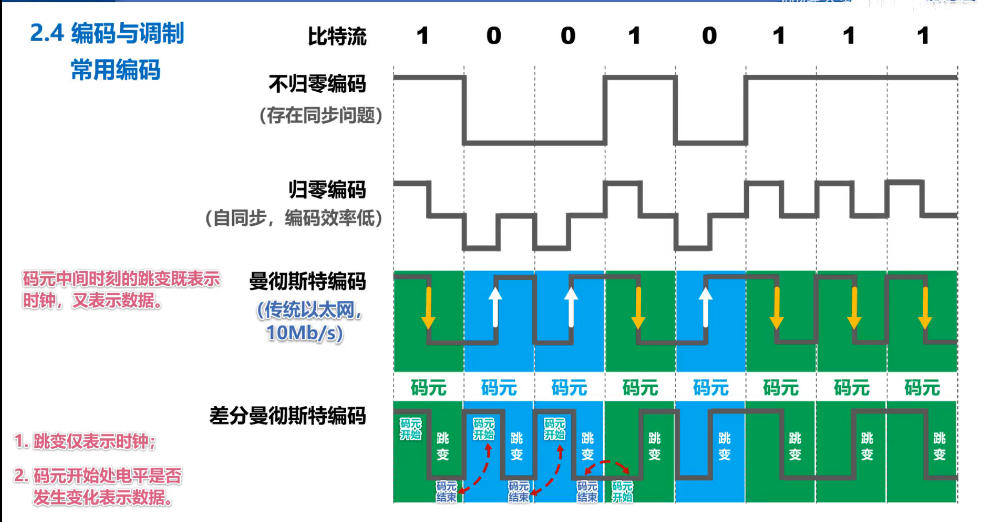 2.4 编码与调制
常用编码
比特流 1 0 0 1 0 1 1 1
不归零编码
（存在同步问题）
归零编码
（自同步，编码效率低）
码元中间时刻的跳变既表示
时钟，又表示数据。
曼彻斯特编码
（传统以太网，
10Mb/s）
码元 码元 码元 码元 码元 码元 码元 码元
差分曼彻斯特编码
1. 跳变仅表示时钟；
2. 码元开始处电平是否
发生变化表示数据。
码元 码元 码元
开始 开始 开始
跳 跳 跳 跳 跳 跳 跳 跳
变 变 变 变 变 变 变 变
码元 码元 码元 码元
结束 结束 结束 开始